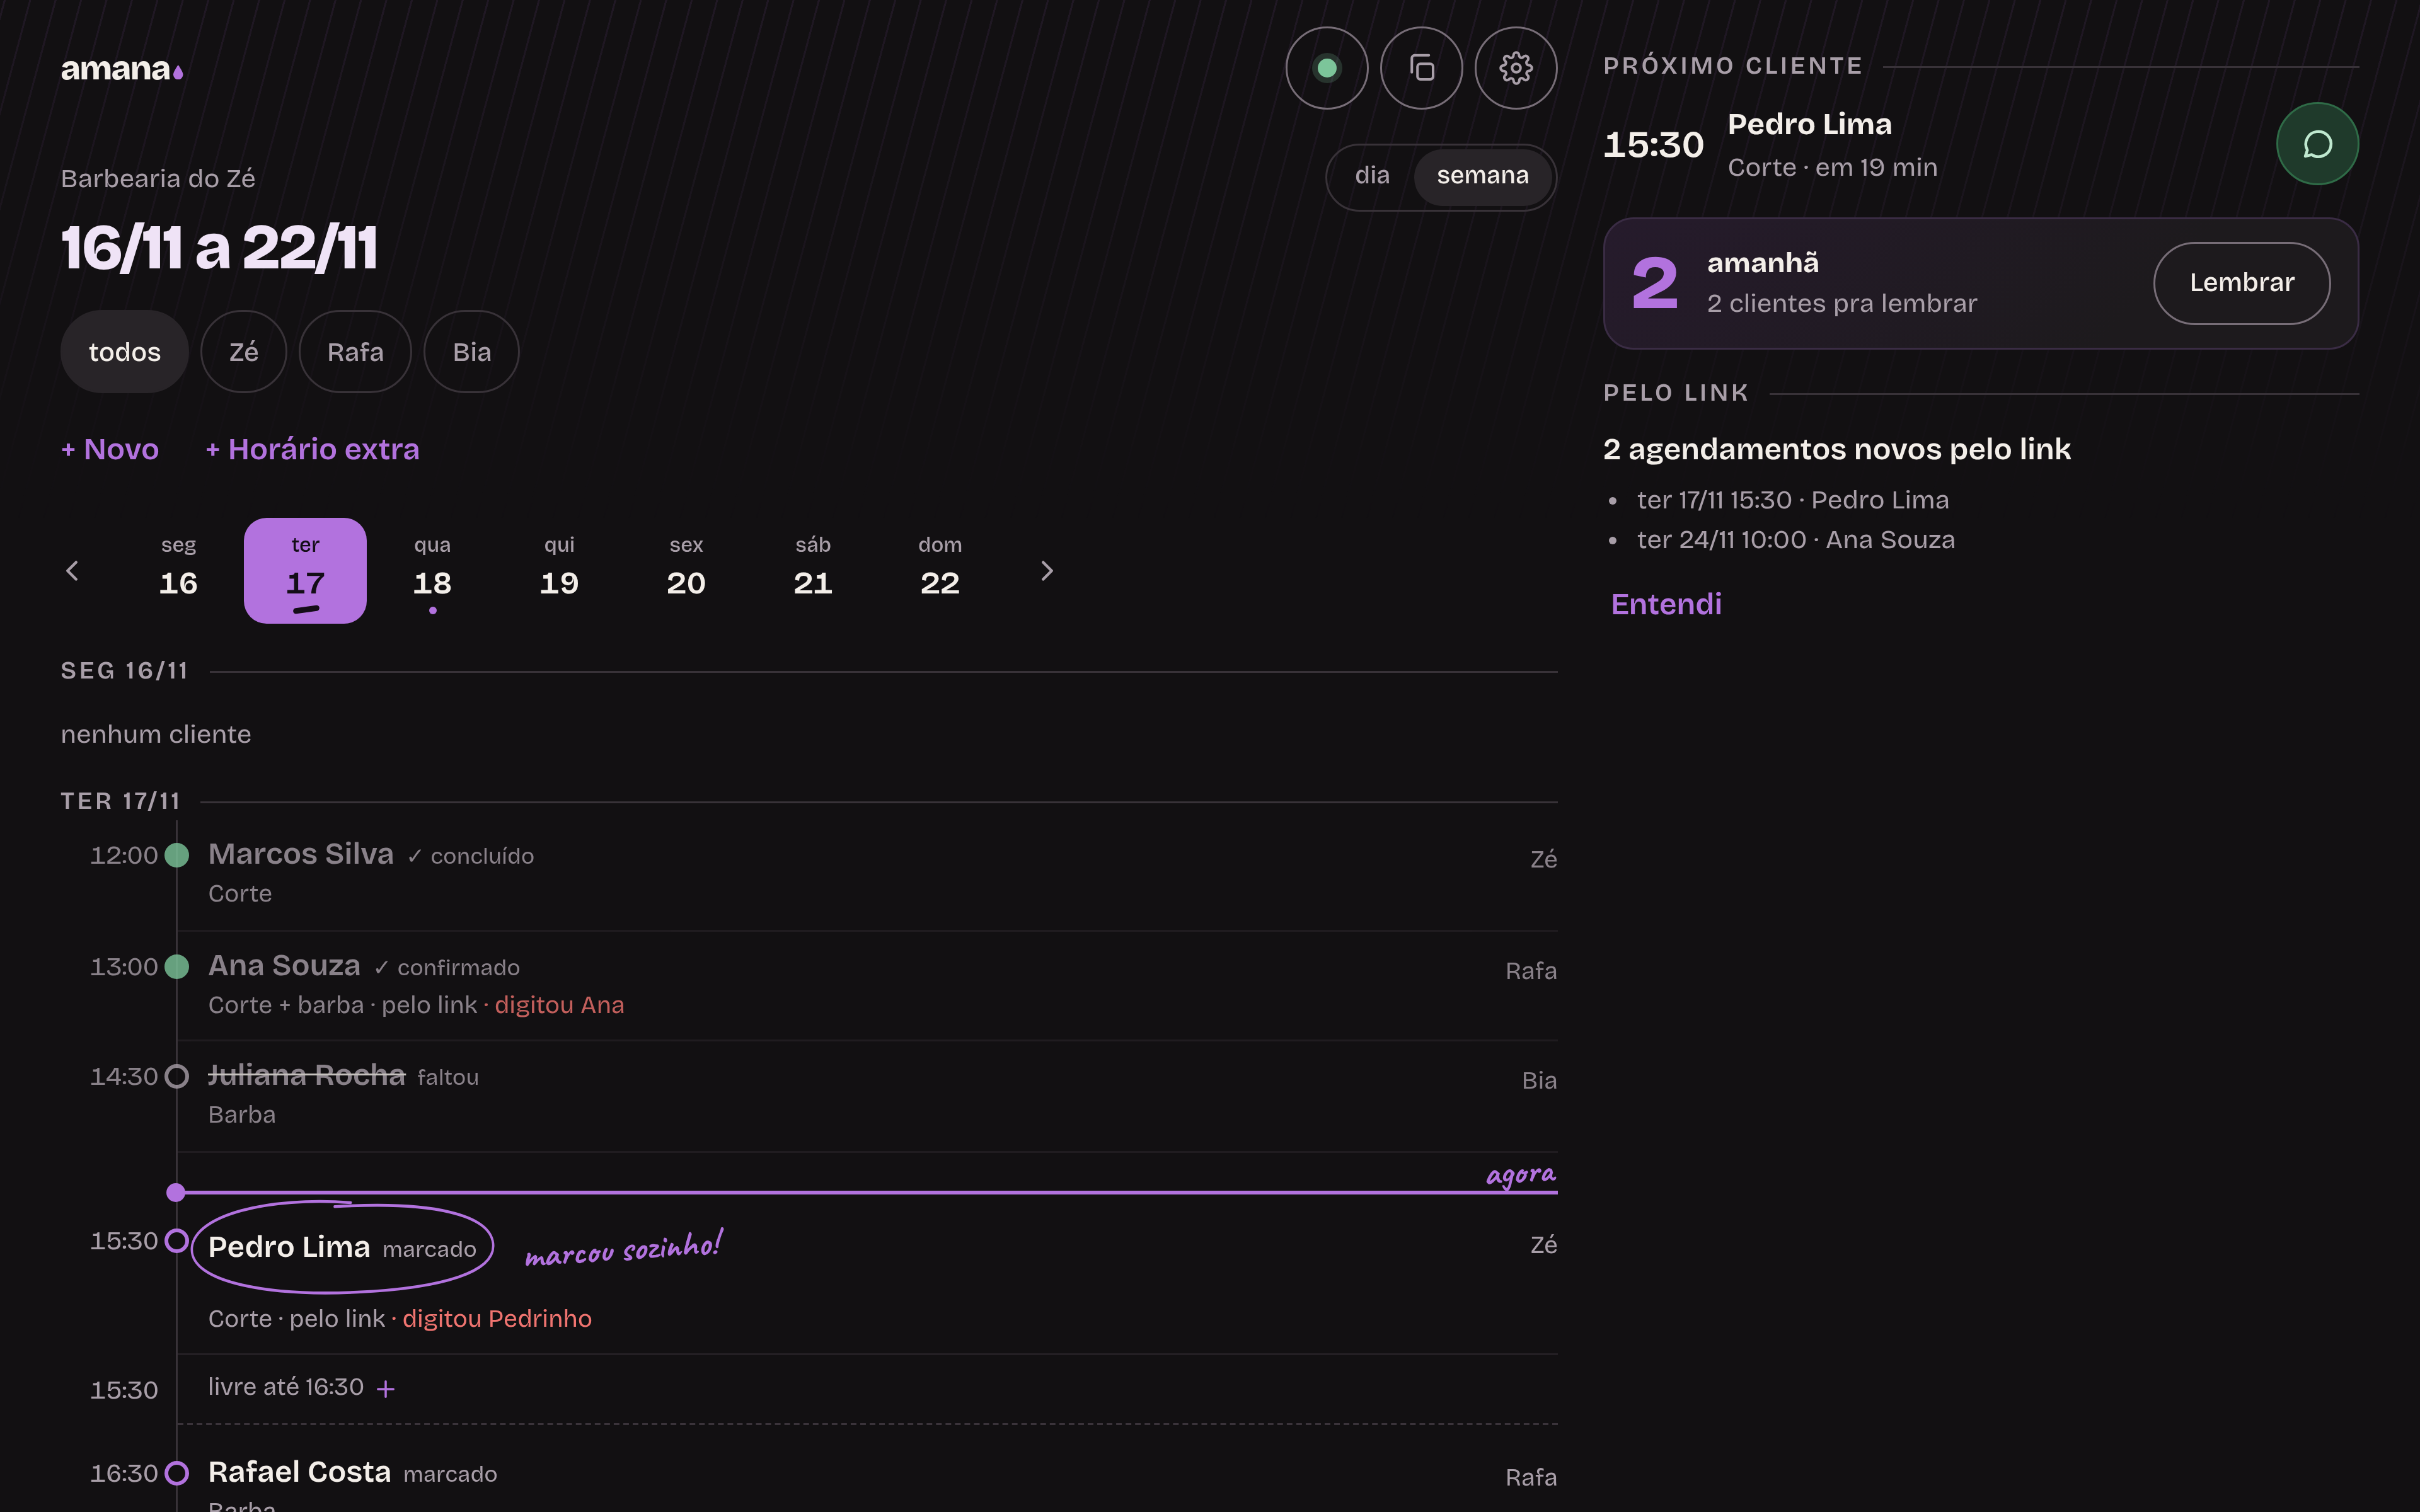 amana
Barbearia do Zé
dia semana
16/11 a 22/11
todos Zé Rafa Bia
+ Novo + Horário extra
seg ter qua qui sex sáb dom
16 17 18 19 20 21 22
SEG 16/11
nenhum cliente
TER 17/11
12:00 Marcos Silva ✓ concluído Zé
Corte
13:00 Ana Souza ✓ confirmado Rafa
Corte + barba · pelo link · digitou Ana
14:30 Juliana Rocha faltou Bia
Barba
agora
15:30 Pedro Lima marcado marcou sozinho! Zé
Corte · pelo link · digitou Pedrinho
15:30 livre até 16:30 +
16:30 Rafael Costa marcado Rafa
Barba
PRÓXIMO CLIENTE
15:30 Pedro Lima
Corte · em 19 min
2 amanhã
2 clientes pra lembrar
Lembrar
PELO LINK
2 agendamentos novos pelo link
• ter 17/11 15:30 · Pedro Lima
• ter 24/11 10:00 · Ana Souza
Entendi